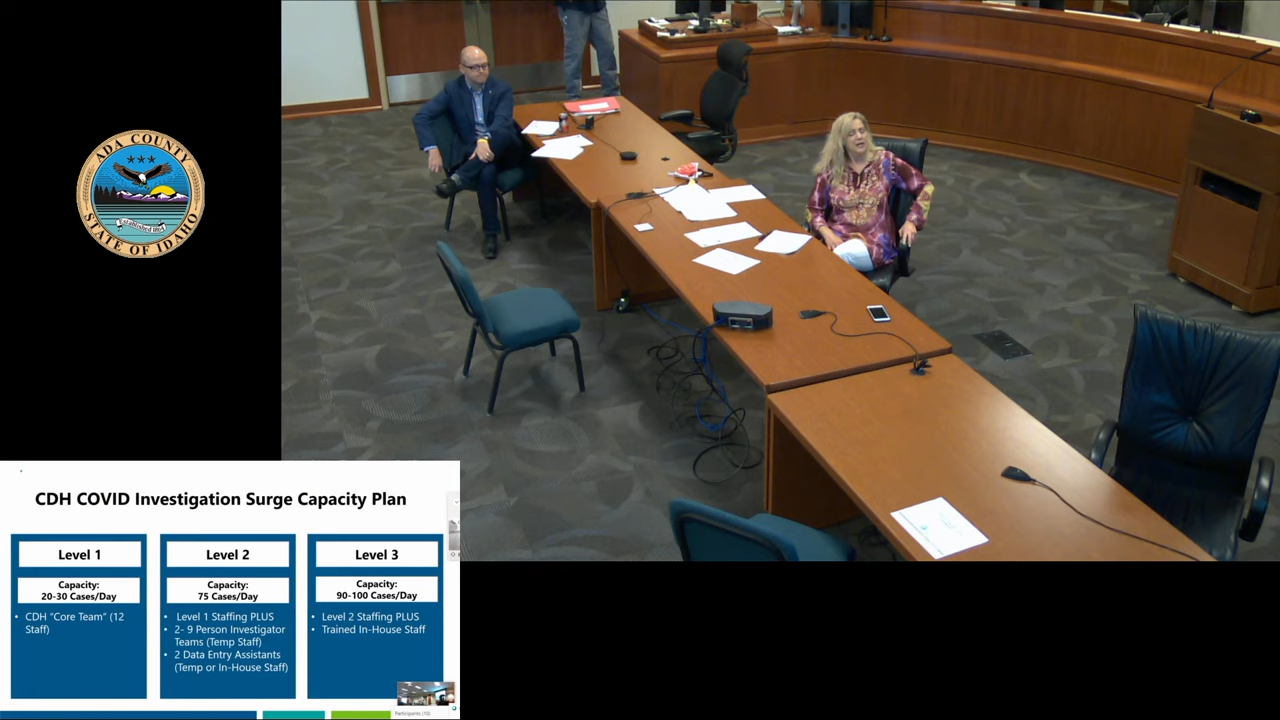 ADA COUNTY
Established 1864
STATE OF IDAHO
CDH COVID Investigation Surge Capacity Plan
Level 1
Capacity:
20-30 Cases/Day
• CDH "Core Team" (12
Staff)
Level 2
Capacity:
75 Cases/Day
• Level 1 Staffing PLUS
• 2- 9 Person Investigator
Teams (Temp Staff)
• 2 Data Entry Assistants
(Temp or In-House Staff)
Level 3
Capacity:
90-100 Cases/Day
• Level 2 Staffing PLUS
• Trained In-House Staff
Participants (10)